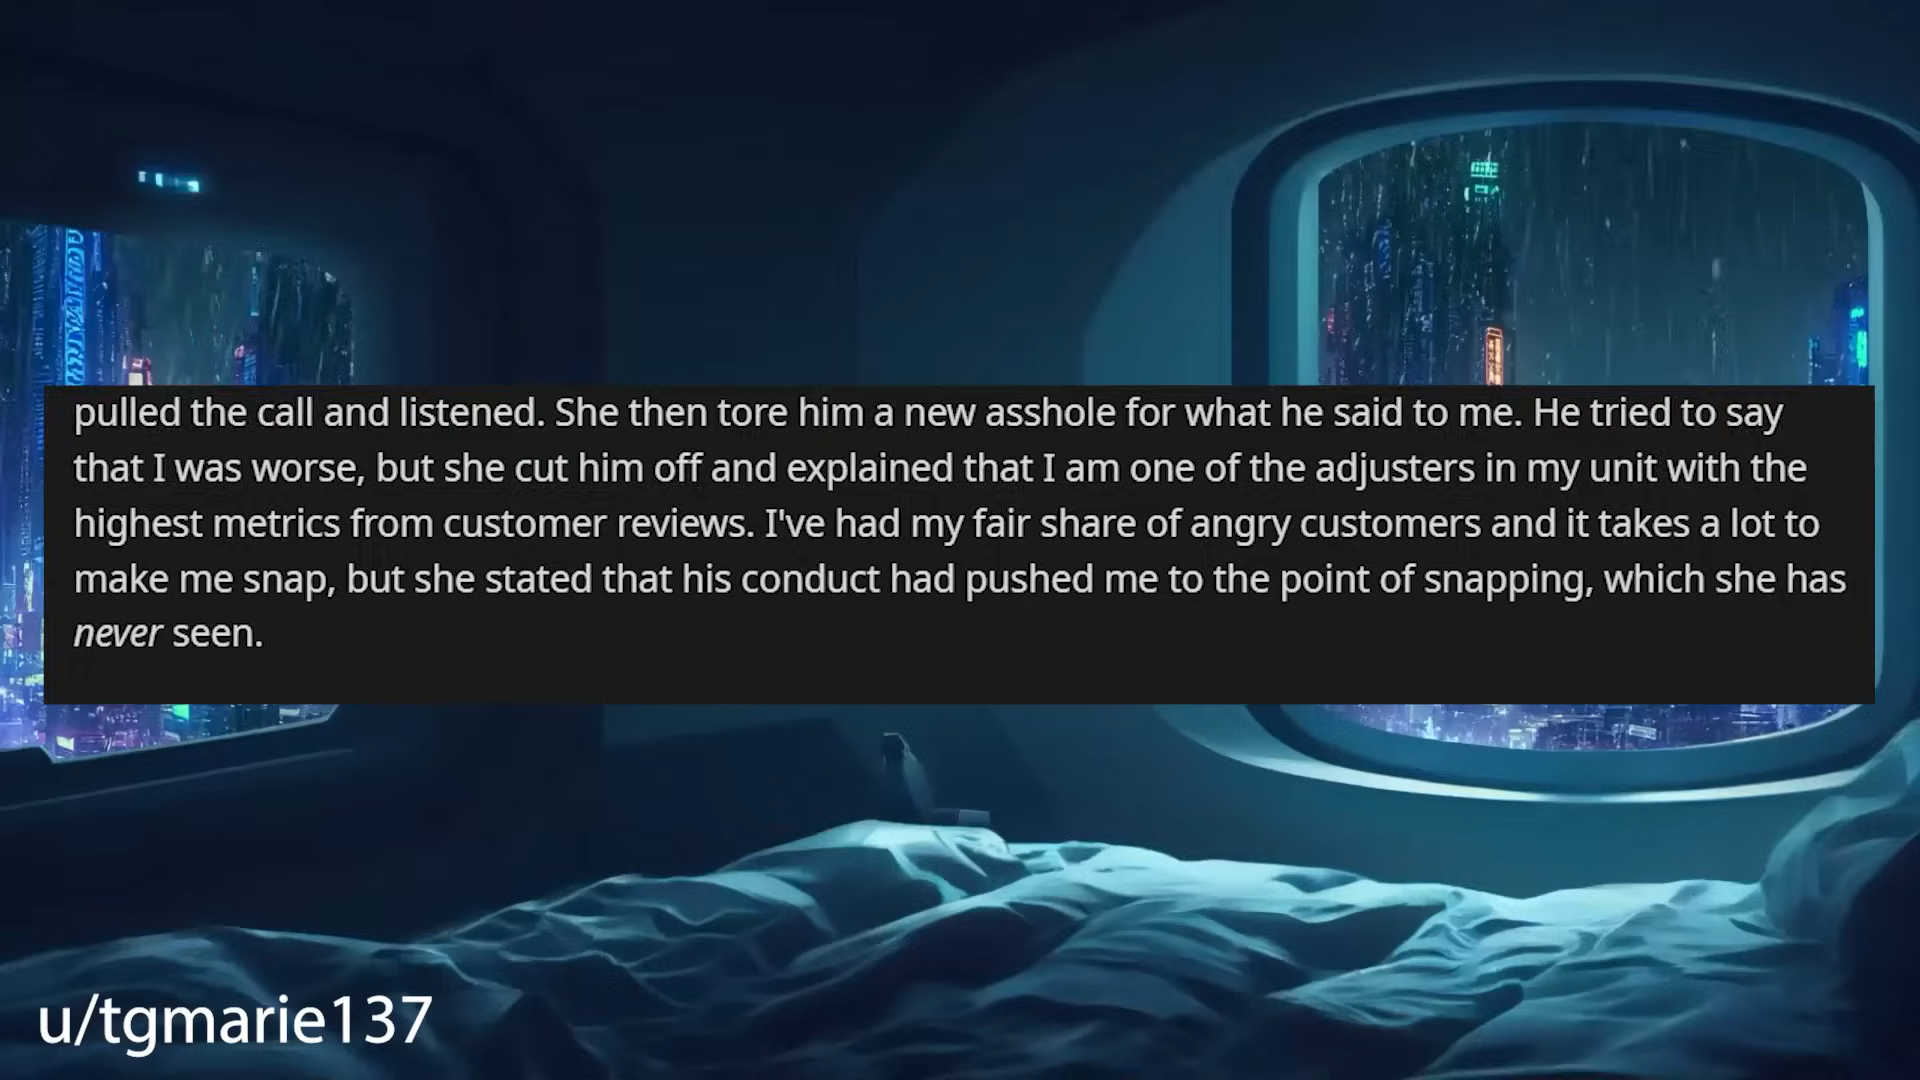 pulled the call and listened. She then tore him a new asshole for what he said to me. He tried to say
that I was worse, but she cut him off and explained that I am one of the adjusters in my unit with the
highest metrics from customer reviews. I've had my fair share of angry customers and it takes a lot to
make me snap, but she stated that his conduct had pushed me to the point of snapping, which she has
never seen.
u/tgmarie137